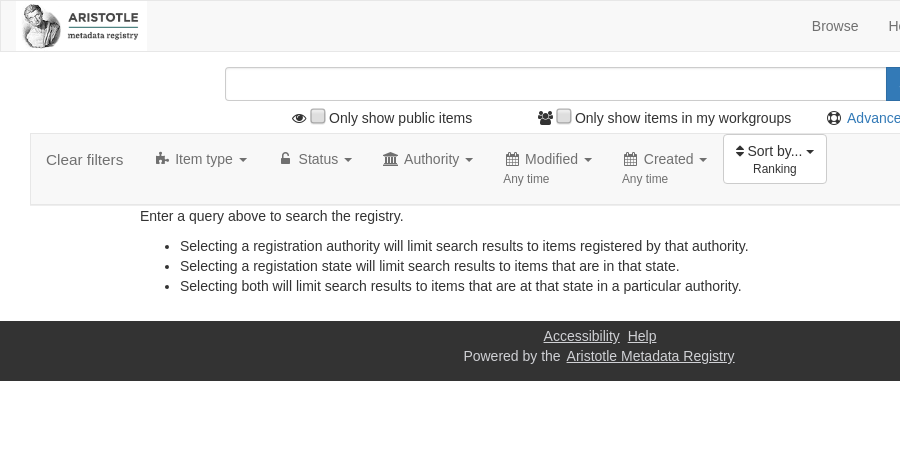 ARISTOTLE
metadata registry
Browse
Only show public items Only show items in my workgroups
Clear filters Item type Status Authority Modified Created Sort by...
Any time Any time Ranking
Enter a query above to search the registry.
Selecting a registration authority will limit search results to items registered by that authority.
Selecting a registation state will limit search results to items that are in that state.
Selecting both will limit search results to items that are at that state in a particular authority.
Accessibility Help
Powered by the Aristotle Metadata Registry